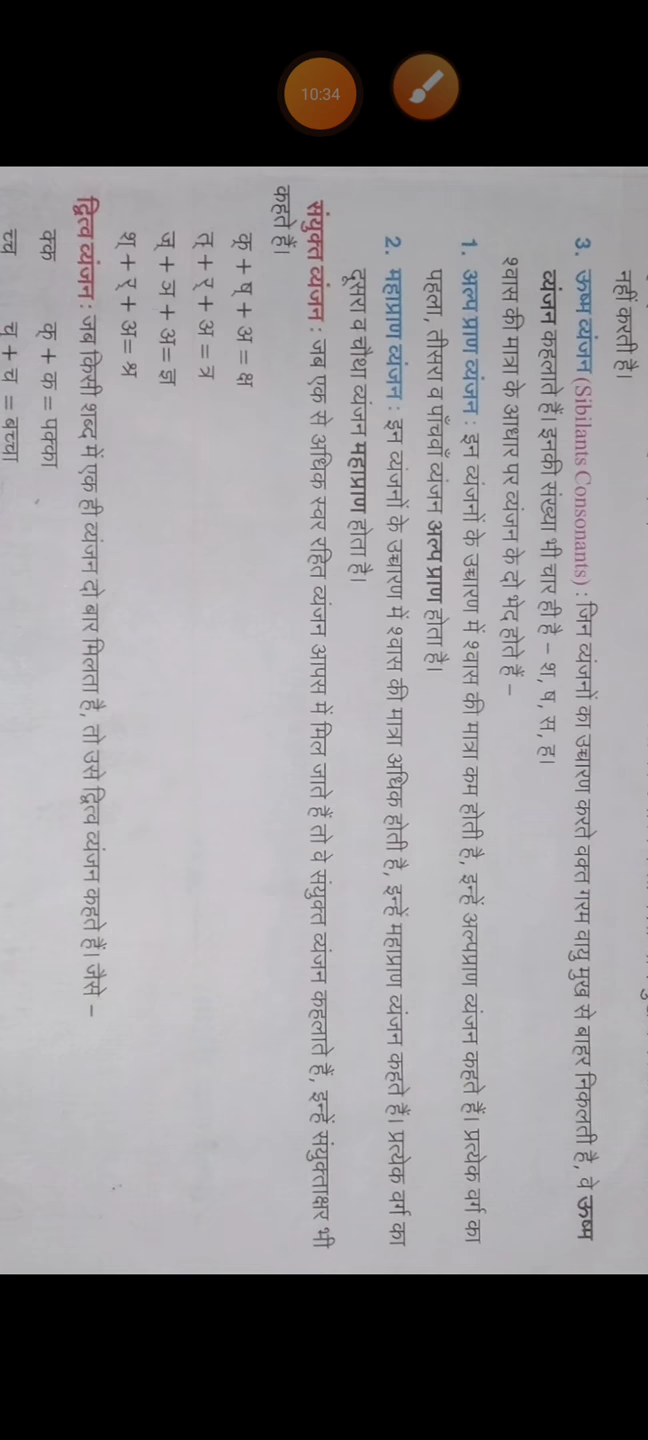 10:34
नहीं करती है।
3. ऊष्म व्यंजन (Sibilants Consonants) : जिन व्यंजनों का उच्चारण करते वक्त गरम वायु मुख से बाहर निकलती है, वे ऊष्म
व्यंजन कहलाते हैं। इनकी संख्या भी चार ही है – श, ष, स, ह।
श्वास की मात्रा के आधार पर व्यंजन के दो भेद होते हैं –
1. अल्प प्राण व्यंजन : इन व्यंजनों के उच्चारण में श्वास की मात्रा कम होती है, इन्हें अल्पप्राण व्यंजन कहते हैं। प्रत्येक वर्ग का
पहला, तीसरा व पाँचवाँ व्यंजन अल्प प्राण होता है।
2. महाप्राण व्यंजन : इन व्यंजनों के उच्चारण में श्वास की मात्रा अधिक होती है, इन्हें महाप्राण व्यंजन कहते हैं। प्रत्येक वर्ग का
दूसरा व चौथा व्यंजन महाप्राण होता है।
संयुक्त व्यंजन : जब एक से अधिक स्वर रहित व्यंजन आपस में मिल जाते हैं तो वे संयुक्त व्यंजन कहलाते हैं, इन्हें संयुक्ताक्षर भी
कहते हैं।
क् + ष् + अ = क्ष
त् + र् + अ = त्र
ज् + ञ + अ = ज्ञ
श् + र् + अ = श्र
द्वित्व व्यंजन : जब किसी शब्द में एक ही व्यंजन दो बार मिलता है, तो उसे द्वित्व व्यंजन कहते हैं। जैसे –
क्क क् + क = पक्का
च्च च् + च = बच्चा